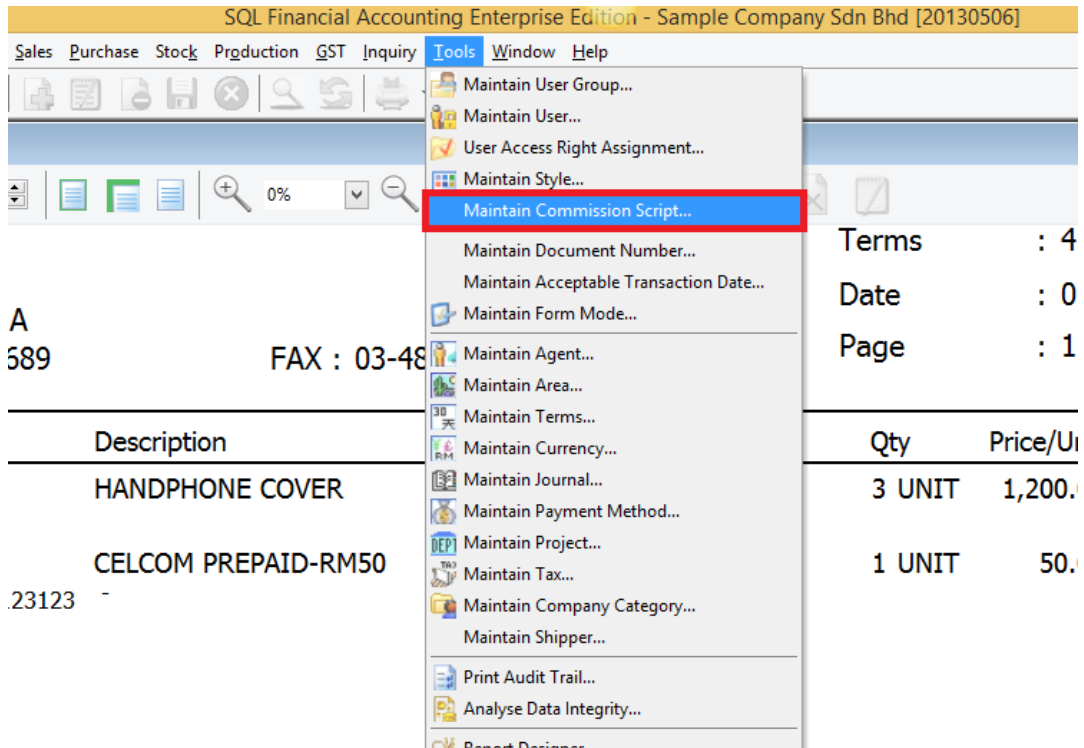 SQL Financial Accounting Enterprise Edition - Sample Company Sdn Bhd [20130506]
Sales Purchase Stock Production GST Inquiry Tools Window Help
0%
Maintain User Group...
Maintain User...
User Access Right Assignment...
Maintain Style...
Maintain Commission Script...
Maintain Document Number...
Maintain Acceptable Transaction Date...
Maintain Form Mode...
Maintain Agent...
Maintain Area...
Maintain Terms...
Maintain Currency...
Maintain Journal...
Maintain Payment Method...
Maintain Project...
Maintain Tax...
Maintain Company Category...
Maintain Shipper...
Print Audit Trail...
Analyse Data Integrity...
Report Designer
Terms : 4
Date : 0
Page : 1
A
689 FAX : 03-48
Description Qty Price/U
HANDPHONE COVER 3 UNIT 1,200.
CELCOM PREPAID-RM50 1 UNIT 50.
23123 -